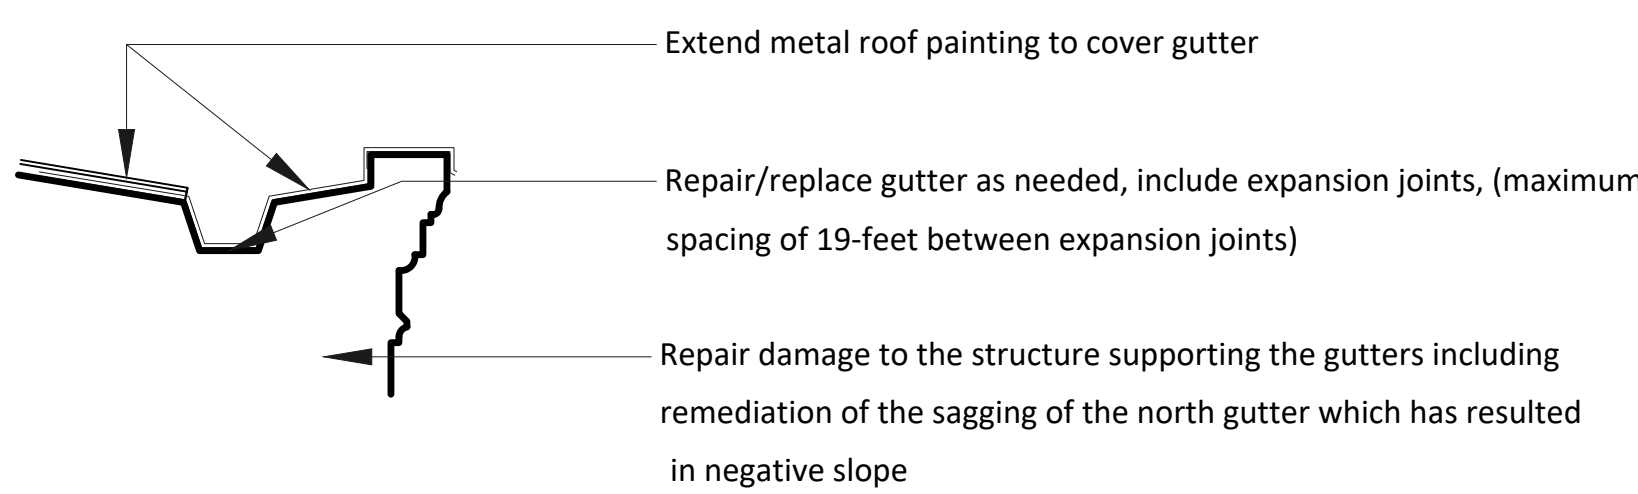 Extend metal roof painting to cover gutter
Repair/replace gutter as needed, include expansion joints, (maximum
spacing of 19-feet between expansion joints)
Repair damage to the structure supporting the gutters including
remediation of the sagging of the north gutter which has resulted
in negative slope